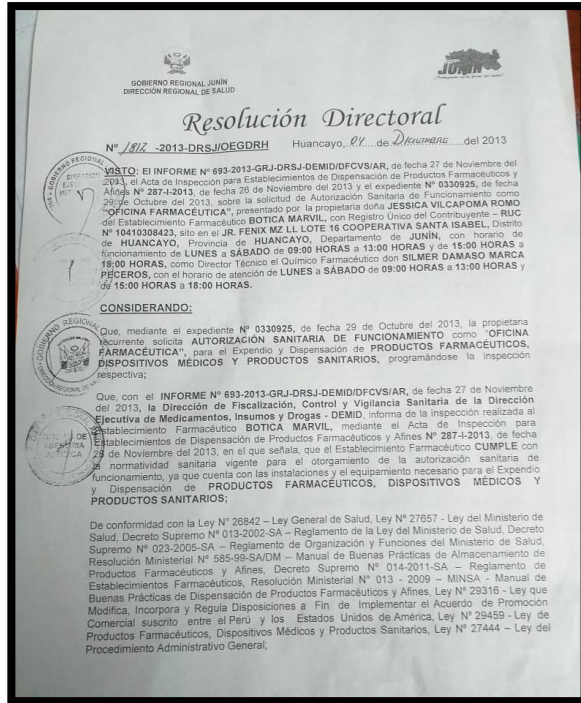 GOBIERNO REGIONAL JUNÍN
DIRECCIÓN REGIONAL DE SALUD
JUNÍN
Resolución Directoral
Nº 1812 -2013-DRSJ/OEGDRH Huancayo, 04 de Diciembre del 2013
VISTO: El INFORME Nº 693-2013-GRJ-DRSJ-DEMID/DFCVS/AR, de fecha 27 de Noviembre del
2013, el Acta de Inspección para Establecimientos de Dispensación de Productos Farmacéuticos y
Afines Nº 287-I-2013, de fecha 26 de Noviembre del 2013 y el expediente Nº 0330925, de fecha
29 de Octubre del 2013, sobre la solicitud de Autorización Sanitaria de Funcionamiento como
"OFICINA FARMACÉUTICA", presentado por la propietaria doña JESSICA VILCAPOMA ROMO
del Establecimiento Farmacéutico BOTICA MARVIL, con Registro Único del Contribuyente – RUC
Nº 10410308423, sito en el JR. FENIX MZ LL LOTE 16 COOPERATIVA SANTA ISABEL, Distrito
de HUANCAYO, Provincia de HUANCAYO, Departamento de JUNÍN, con horario de
funcionamiento de LUNES a SÁBADO de 09:00 HORAS a 13:00 HORAS y de 15:00 HORAS a
18:00 HORAS, como Director Técnico el Químico Farmacéutico don SILMER DAMASO MARCA
PECEROS, con el horario de atención de LUNES a SÁBADO de 09:00 HORAS a 13:00 HORAS y
de 15:00 HORAS a 18:00 HORAS.
CONSIDERANDO:
Que, mediante el expediente Nº 0330925, de fecha 29 de Octubre del 2013, la propietaria
recurrente solicita AUTORIZACIÓN SANITARIA DE FUNCIONAMIENTO como "OFICINA
FARMACÉUTICA", para el Expendio y Dispensación de PRODUCTOS FARMACÉUTICOS,
DISPOSITIVOS MÉDICOS Y PRODUCTOS SANITARIOS, programándose la inspección
respectiva;
Que, con el INFORME Nº 693-2013-GRJ-DRSJ-DEMID/DFCVS/AR, de fecha 27 de Noviembre
del 2013, la Dirección de Fiscalización, Control y Vigilancia Sanitaria de la Dirección
Ejecutiva de Medicamentos, Insumos y Drogas - DEMID, informa de la inspección realizada al
Establecimiento Farmacéutico BOTICA MARVIL, mediante el Acta de Inspección para
Establecimientos de Dispensación de Productos Farmacéuticos y Afines Nº 287-I-2013, de fecha
26 de Noviembre del 2013, en el que señala, que el Establecimiento Farmacéutico CUMPLE con
la normatividad sanitaria vigente para el otorgamiento de la autorización sanitaria de
funcionamiento, ya que cuenta con las instalaciones y el equipamiento necesario para el Expendio
y Dispensación de PRODUCTOS FARMACÉUTICOS, DISPOSITIVOS MÉDICOS Y
PRODUCTOS SANITARIOS;
De conformidad con la Ley Nº 26842 – Ley General de Salud, Ley Nº 27657 - Ley del Ministerio de
Salud, Decreto Supremo Nº 013-2002-SA – Reglamento de la Ley del Ministerio de Salud, Decreto
Supremo Nº 023-2005-SA – Reglamento de Organización y Funciones del Ministerio de Salud,
Resolución Ministerial Nº 585-99-SA/DM – Manual de Buenas Prácticas de Almacenamiento de
Productos Farmacéuticos y Afines, Decreto Supremo Nº 014-2011-SA – Reglamento de
Establecimientos Farmacéuticos, Resolución Ministerial Nº 013 - 2009 – MINSA - Manual de
Buenas Prácticas de Dispensación de Productos Farmacéuticos y Afines, Ley Nº 29316 - Ley que
Modifica, Incorpora y Regula Disposiciones a Fin de Implementar el Acuerdo de Promoción
Comercial suscrito entre el Perú y los Estados Unidos de América, Ley Nº 29459 - Ley de
Productos Farmacéuticos, Dispositivos Médicos y Productos Sanitarios, Ley Nº 27444 – Ley del
Procedimiento Administrativo General;